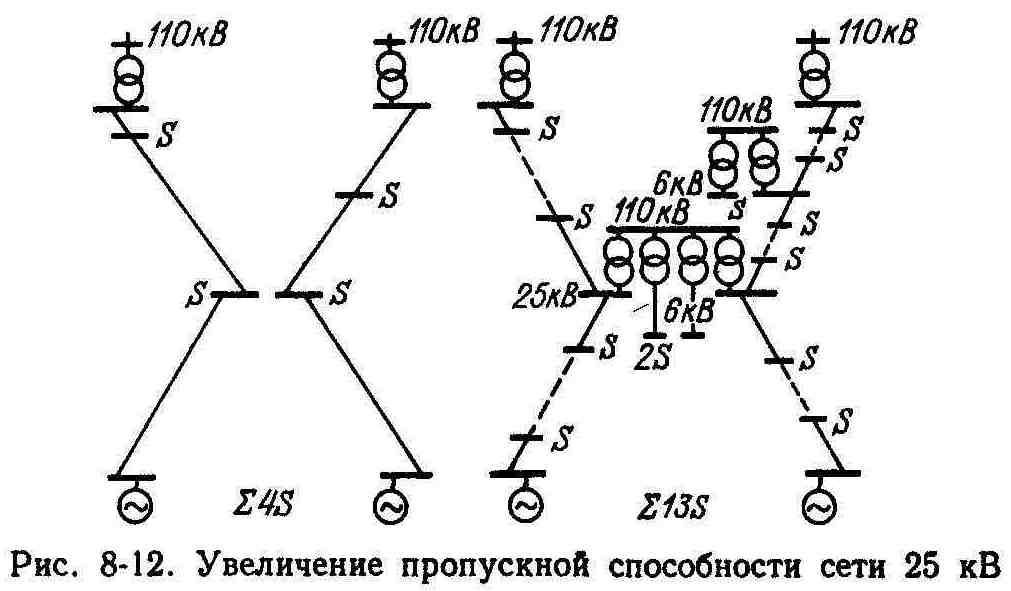 110кВ 110кВ 110кВ 110кВ
S S S
110кВ
S
S 6кВ
S 110кВ S S
S
S S 25кВ 6кВ
S 2S S
S S
Σ4S Σ13S
Рис. 8-12. Увеличение пропускной способности сети 25 кВ